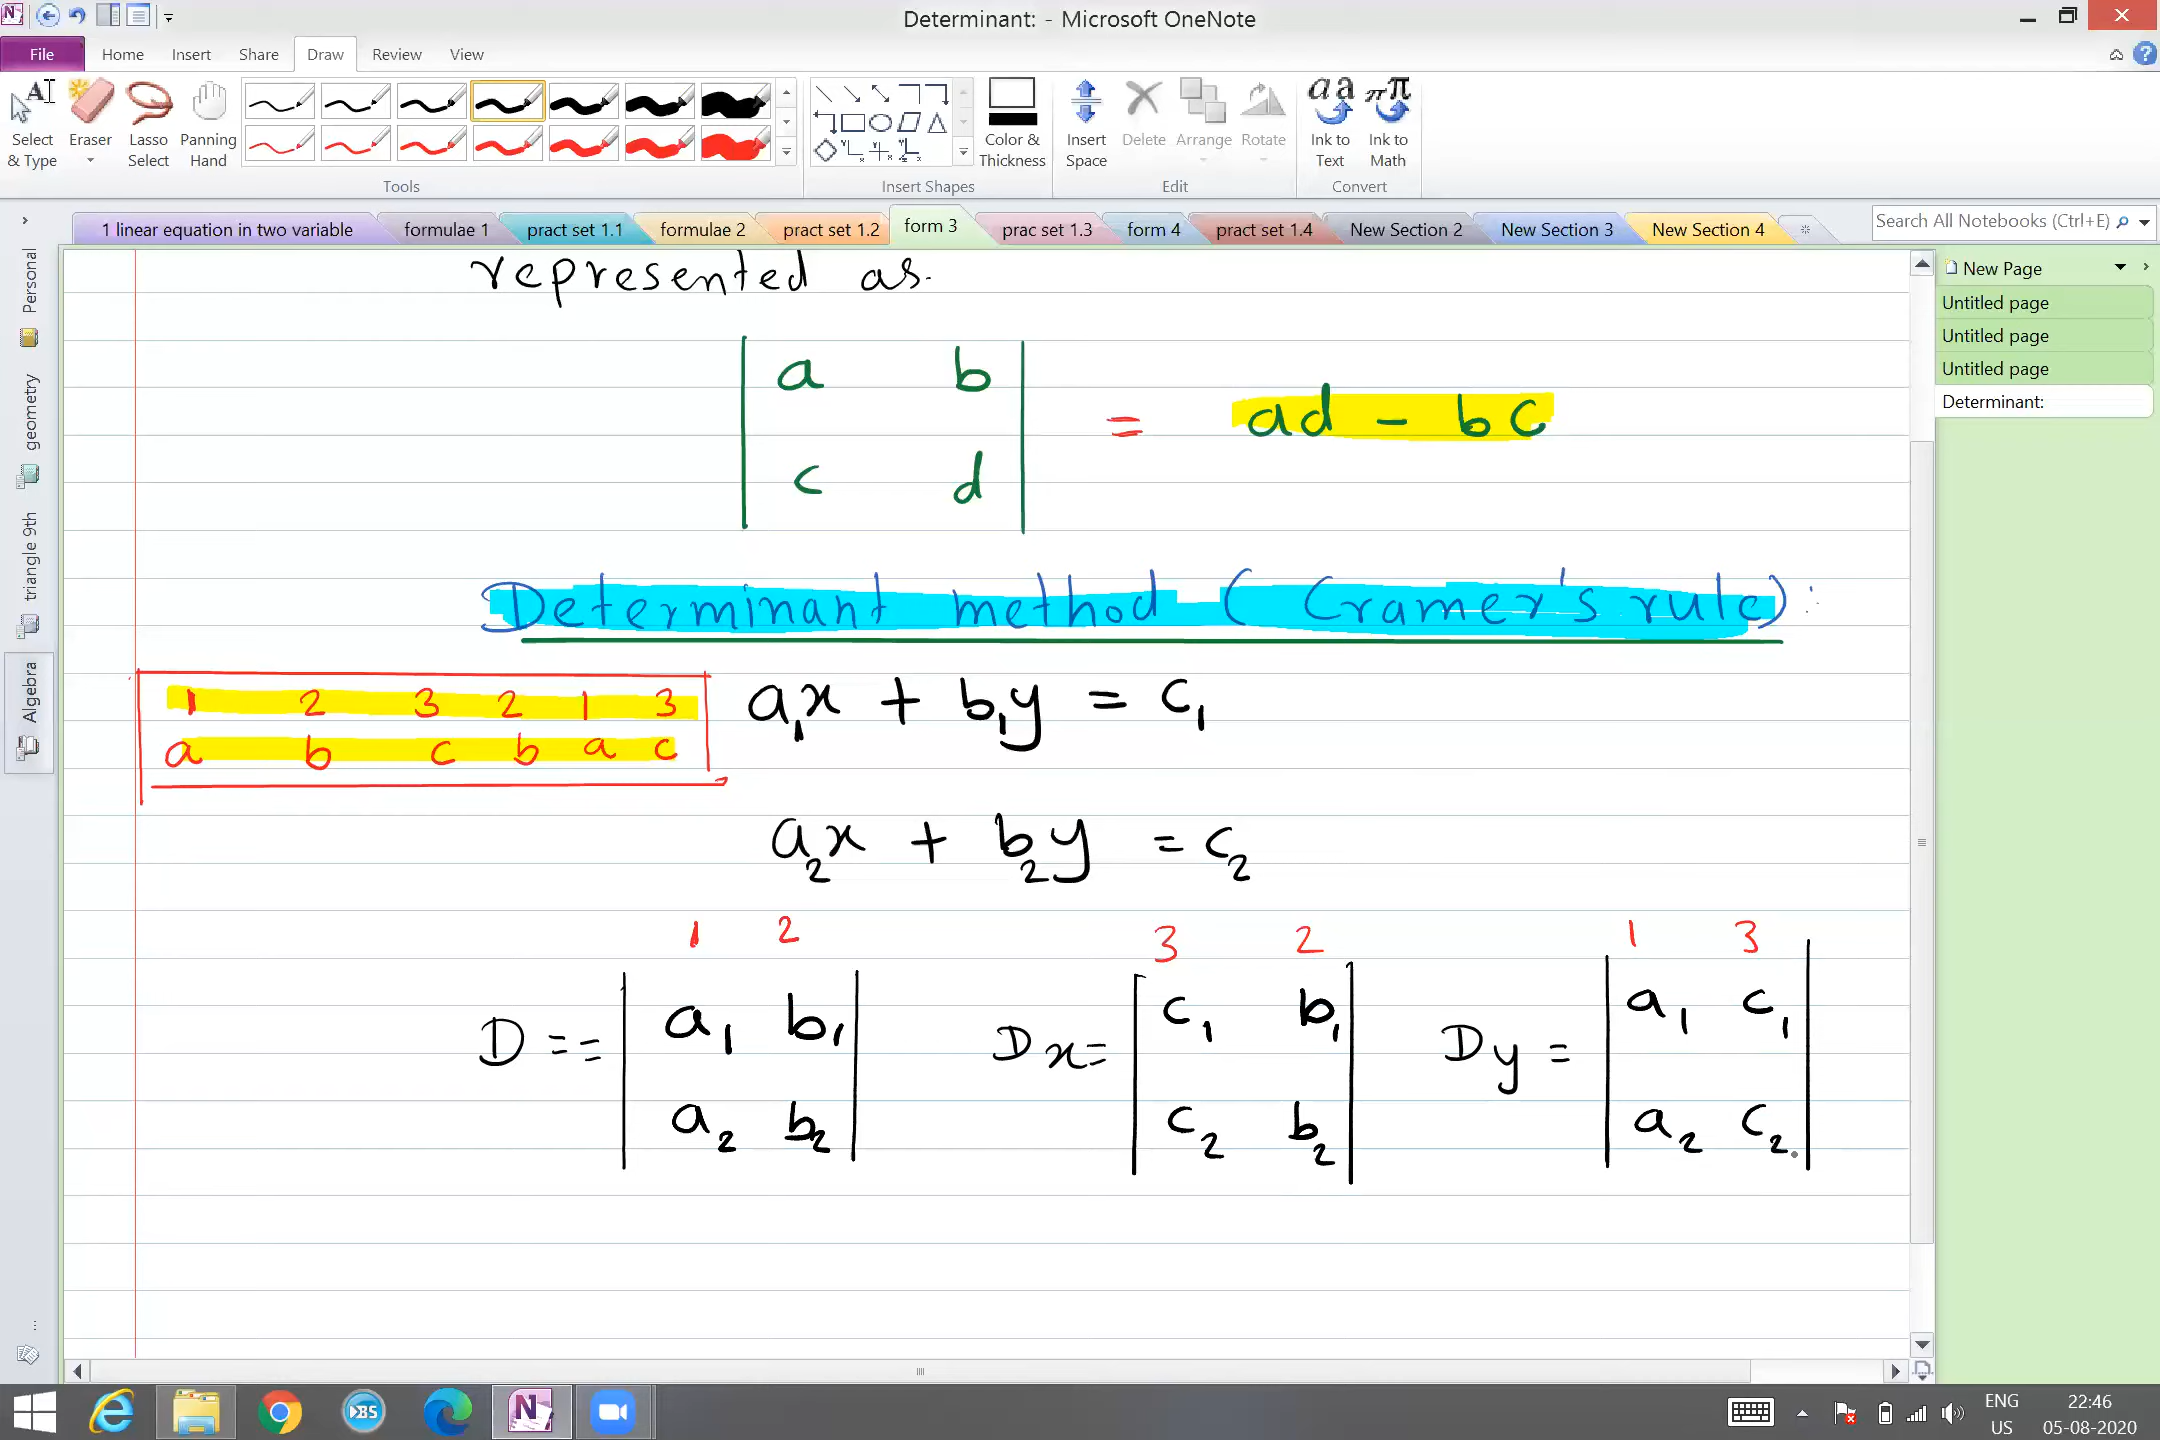 Determinant: - Microsoft OneNote
File Home Insert Share Draw Review View
Select & Type Eraser Lasso Select Panning Hand Color & Thickness Insert Space Delete Arrange Rotate Ink to Text Ink to Math
Tools Insert Shapes Edit Convert
1 linear equation in two variable formulae 1 pract set 1.1 formulae 2 pract set 1.2 form 3 prac set 1.3 form 4 pract set 1.4 New Section 2 New Section 3 New Section 4 Search All Notebooks (Ctrl+E)
Personal
geometry
triangle 9th
Algebra
New Page
Untitled page
Untitled page
Untitled page
Determinant:
represented as.
a b
= ad - bc
c d
Determinant method (Cramer's rule) :
1 2 3 2 1 3
a b c b a c
a₁x + b₁y = c₁
a₂x + b₂y = c₂
1 2 3 2 1 3
D == | a₁ b₁ | Dx= | c₁ b₁ | Dy = | a₁ c₁ |
a₂ b₂ c₂ b₂ a₂ c₂
ENG 22:46
US 05-08-2020